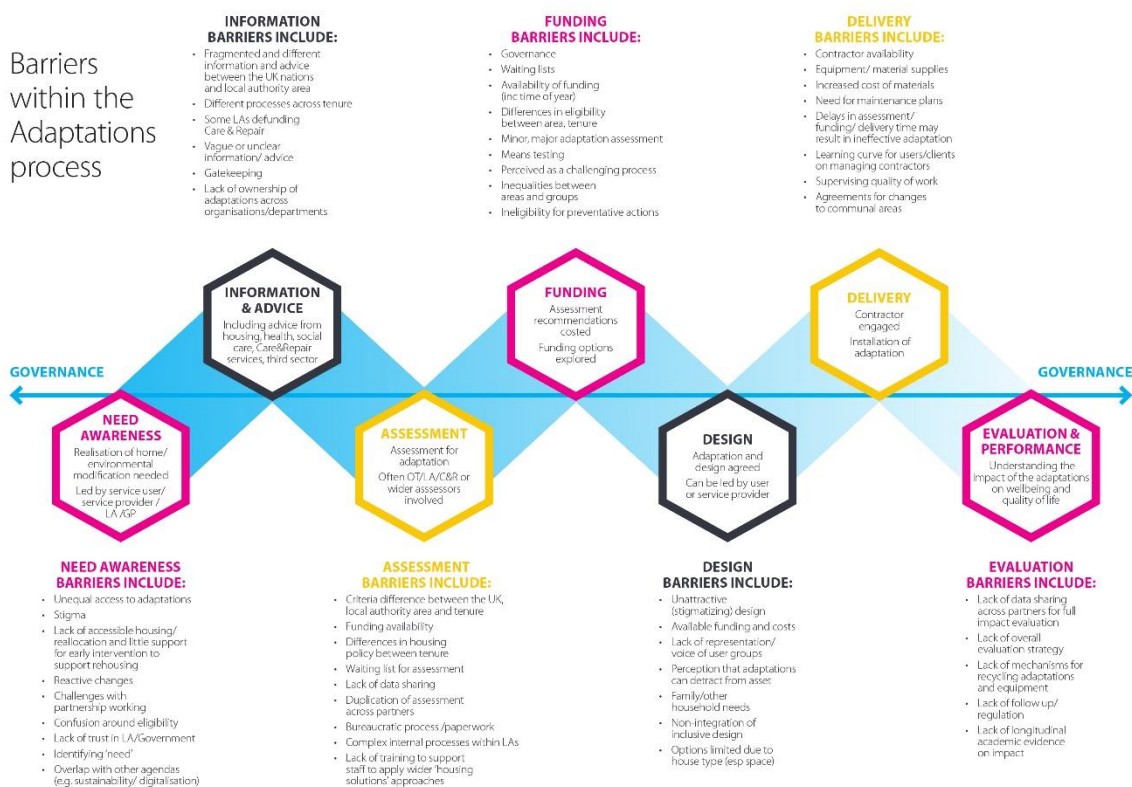 Barriers
within the
Adaptations
process
INFORMATION
BARRIERS INCLUDE:
• Fragmented and different
information and advice
between the UK nations
and local authority area
• Different processes across tenure
• Some LAs defunding
Care & Repair
• Vague or unclear
information/ advice
• Gatekeeping
• Lack of ownership of
adaptations across
organisations/departments
FUNDING
BARRIERS INCLUDE:
• Governance
• Waiting lists
• Availability of funding
(inc time of year)
• Differences in eligibility
between area, tenure
• Minor, major adaptation assessment
• Means testing
• Perceived as a challenging process
• Inequalities between
areas and groups
• Ineligibility for preventative actions
DELIVERY
BARRIERS INCLUDE:
• Contractor availability
• Equipment/ material supplies
• Increased cost of materials
• Need for maintenance plans
• Delays in assessment/
funding/ delivery time may
result in ineffective adaptation
• Learning curve for users/clients
on managing contractors
• Supervising quality of work
• Agreements for changes
to communal areas
INFORMATION
& ADVICE
Including advice from
housing, health, social
care, Care&Repair
services, third sector
FUNDING
Assessment
recommendations
costed
Funding options
explored
DELIVERY
Contractor
engaged
Installation of
adaptation
GOVERNANCE
GOVERNANCE
NEED
AWARENESS
Realisation of home/
environmental
modification needed
Led by service user/
service provider /
LA /GP
ASSESSMENT
Assessment for
adaptation
Often OT/LA/C&R or
wider asssessors
involved
DESIGN
Adaptation and
design agreed
Can be led by user
or service provider
EVALUATION &
PERFORMANCE
Understanding the
impact of the adaptations
on wellbeing and
quality of life
NEED AWARENESS
BARRIERS INCLUDE:
• Unequal access to adaptations
• Stigma
• Lack of accessible housing/
reallocation and little support
for early intervention to
support rehousing
• Reactive changes
• Challenges with
partnership working
• Confusion around eligibility
• Lack of trust in LA/Government
• Identifying 'need'
• Overlap with other agendas
(e.g. sustainability/ digitalisation)
ASSESSMENT
BARRIERS INCLUDE:
• Criteria difference between the UK,
local authority area and tenure
• Funding availability
• Differences in housing
policy between tenure
• Waiting list for assessment
• Lack of data sharing
• Duplication of assessment
across partners
• Bureaucratic process /paperwork
• Complex internal processes within LAs
• Lack of training to support
staff to apply wider 'housing
solutions' approaches
DESIGN
BARRIERS INCLUDE:
• Unattractive
(stigmatizing) design
• Available funding and costs
• Lack of representation/
voice of user groups
• Perception that adaptations
can detract from asset
• Family/other
household needs
• Non-integration of
inclusive design
• Options limited due to
house type (esp space)
EVALUATION
BARRIERS INCLUDE:
• Lack of data sharing
across partners for full
impact evaluation
• Lack of overall
evaluation strategy
• Lack of mechanisms for
recycling adaptations
and equipment
• Lack of follow up/
regulation
• Lack of longitudinal
academic evidence
on impact